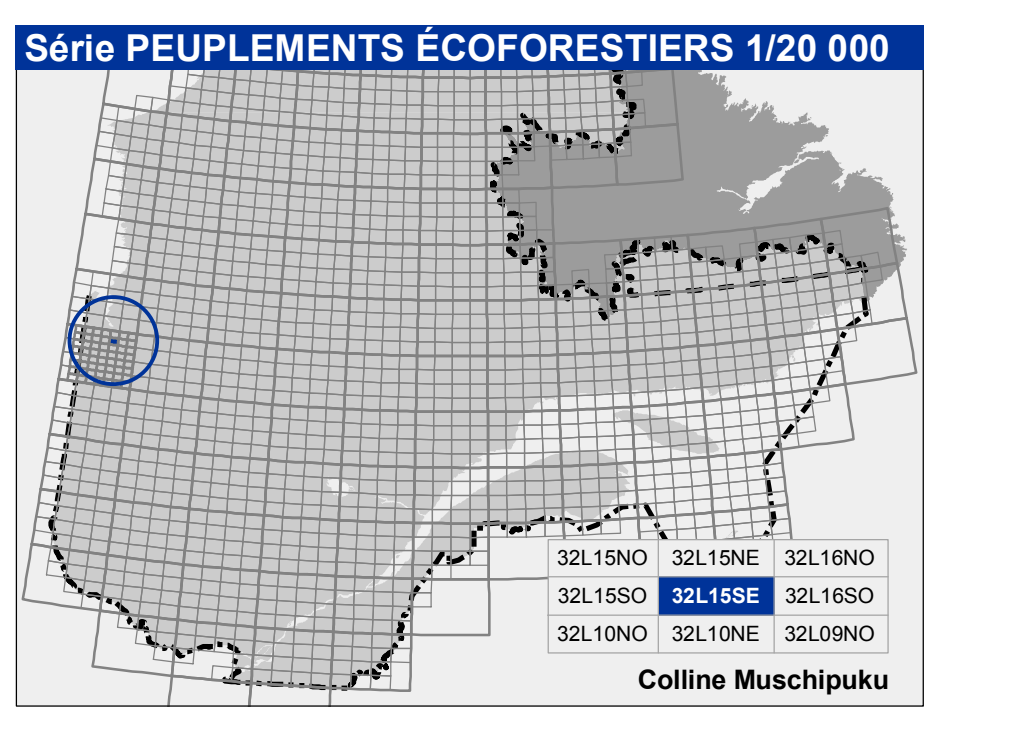 Série PEUPLEMENTS ÉCOFORESTIERS 1/20 000
32L15NO 32L15NE 32L16NO
32L15SO 32L15SE 32L16SO
32L10NO 32L10NE 32L09NO
Colline Muschipuku